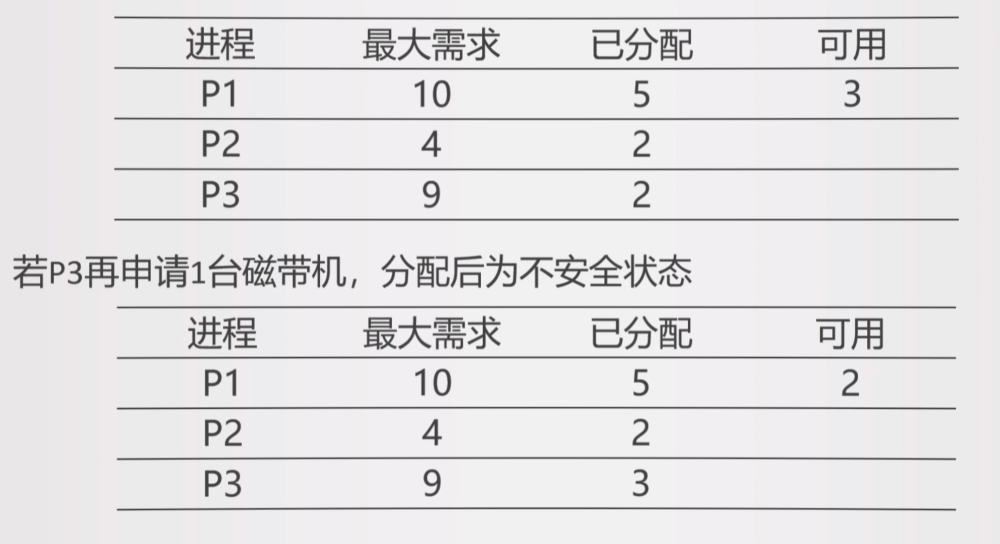 进程 最大需求 已分配 可用
P1 10 5 3
P2 4 2
P3 9 2
若P3再申请1台磁带机，分配后为不安全状态
进程 最大需求 已分配 可用
P1 10 5 2
P2 4 2
P3 9 3